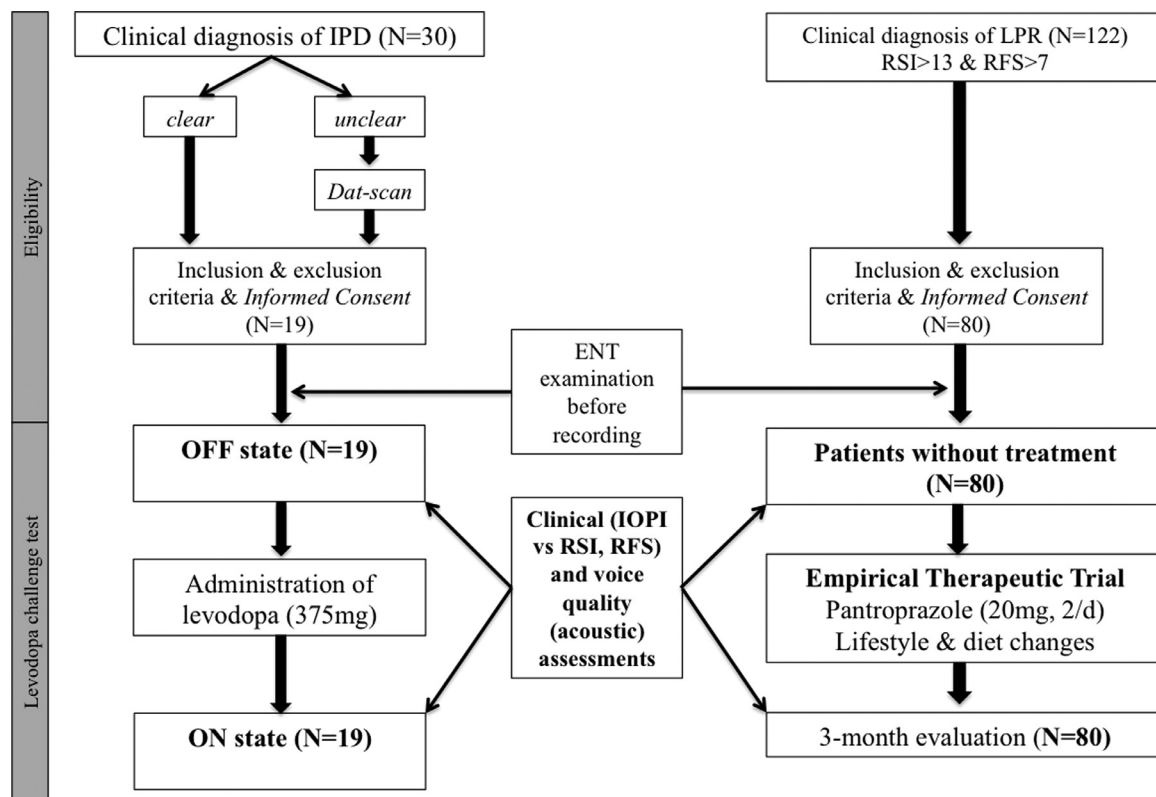 Eligibility
Levodopa challenge test
Clinical diagnosis of IPD (N=30)
clear
unclear
Dat-scan
Inclusion & exclusion
criteria & Informed Consent
(N=19)
OFF state (N=19)
Administration of
levodopa (375mg)
ON state (N=19)
ENT
examination
before
recording
Clinical (IOPI
vs RSI, RFS)
and voice
quality
(acoustic)
assessments
Clinical diagnosis of LPR (N=122)
RSI>13 & RFS>7
Inclusion & exclusion
criteria & Informed Consent
(N=80)
Patients without treatment
(N=80)
Empirical Therapeutic Trial
Pantroprazole (20mg, 2/d)
Lifestyle & diet changes
3-month evaluation (N=80)